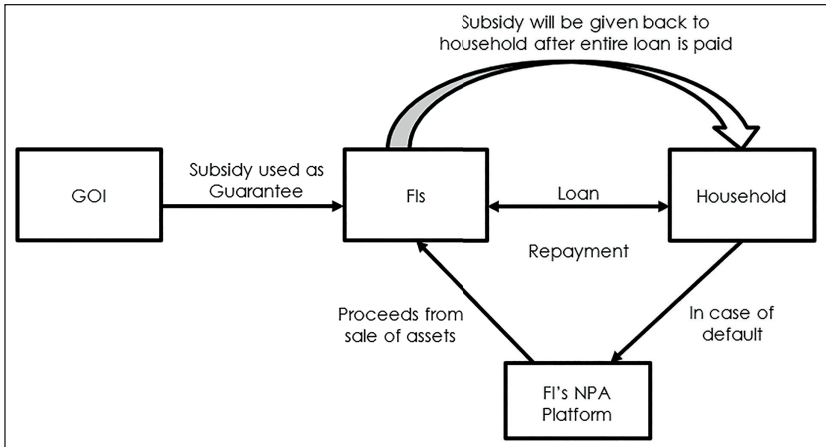 Subsidy will be given back to
household after entire loan is paid
GOI
Subsidy used as
Guarantee
FIs
Loan
Household
Repayment
Proceeds from
sale of assets
In case of
default
FI's NPA
Platform